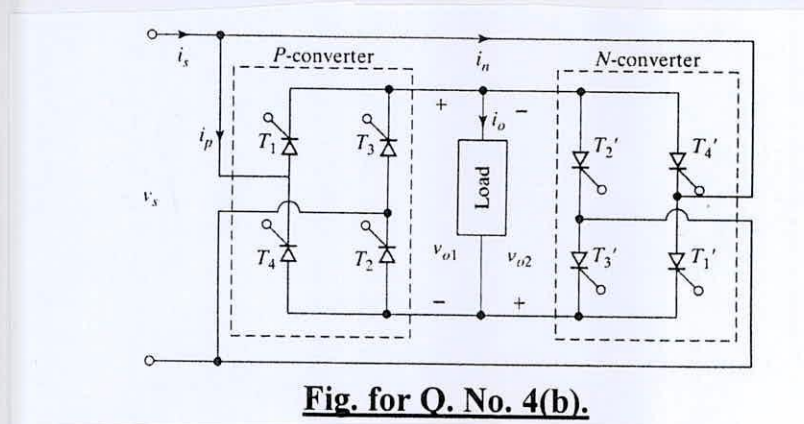 P-converter
N-converter
i_s
i_n
i_p
i_o
+
−
T_1
T_3
T_2'
T_4'
Load
v_s
T_4
T_2
v_o1
v_o2
T_3'
T_1'
−
+
Fig. for Q. No. 4(b).